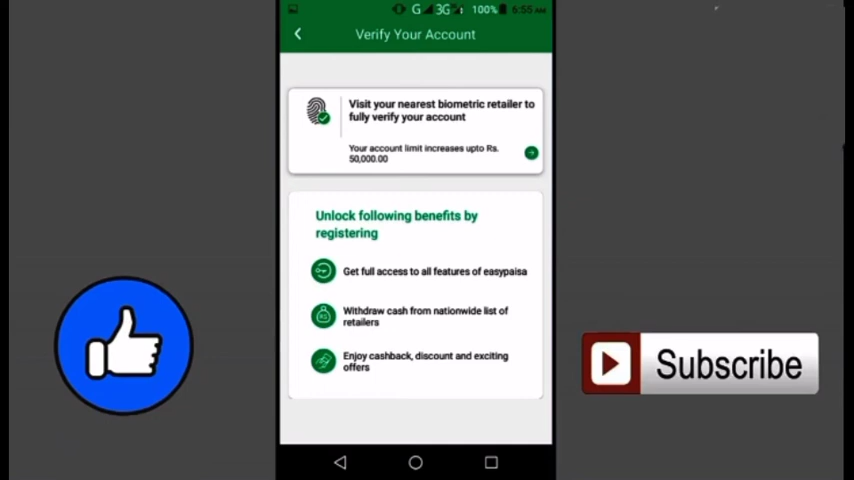 G 3G 100% 6:55 AM
Verify Your Account
Visit your nearest biometric retailer to
fully verify your account
Your account limit increases upto Rs.
50,000.00
Unlock following benefits by
registering
Get full access to all features of easypaisa
Withdraw cash from nationwide list of
retailers
Enjoy cashback, discount and exciting
offers
Subscribe